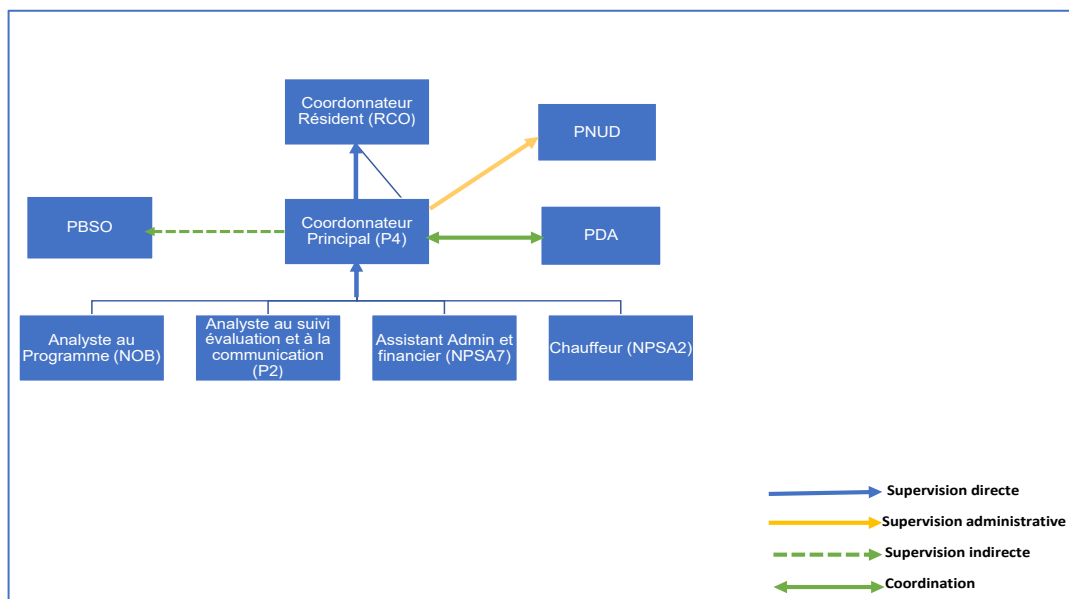 Coordonnateur
Résident (RCO)
PNUD
PBSO
Coordonnateur
Principal (P4)
PDA
Analyste au
Programme (NOB)
Analyste au suivi
évaluation et à la
communication
(P2)
Assistant Admin et
financier (NPSA7)
Chauffeur (NPSA2)
Supervision directe
Supervision administrative
Supervision indirecte
Coordination